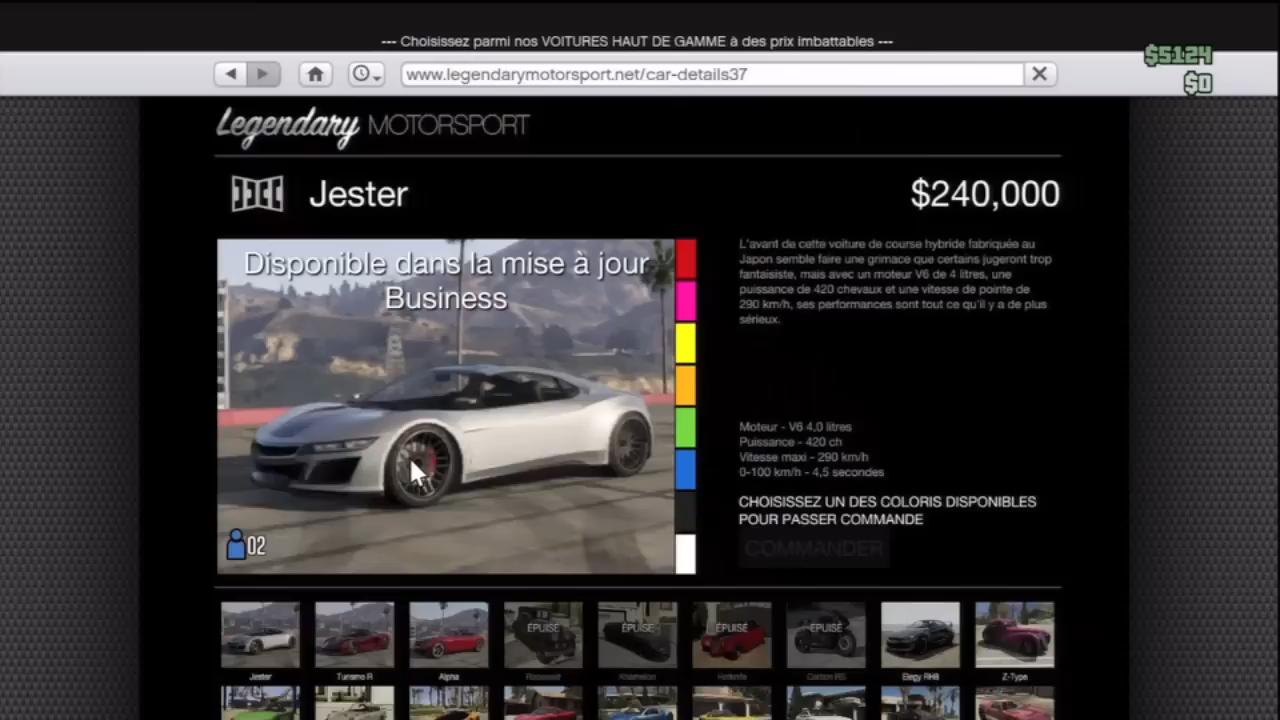 --- Choisissez parmi nos VOITURES HAUT DE GAMME à des prix imbattables ---
$5124
www.legendarymotorsport.net/car-details37
$0
Legendary MOTORSPORT
Jester
$240,000
Disponible dans la mise à jour
Business
L'avant de cette voiture de course hybride fabriquée au
Japon semble faire une grimace que certains jugeront trop
fantaisiste, mais avec un moteur V6 de 4 litres, une
puissance de 420 chevaux et une vitesse de pointe de
290 km/h, ses performances sont tout ce qu'il y a de plus
sérieux.
Moteur - V6 4,0 litres
Puissance - 420 ch
Vitesse maxi - 290 km/h
0-100 km/h - 4,5 secondes
CHOISISSEZ UN DES COLORIS DISPONIBLES
POUR PASSER COMMANDE
COMMANDER
02
ÉPUISÉ ÉPUISÉ ÉPUISÉ ÉPUISÉ
Jester Turismo R Alpha Roosevelt Khamelion Hotknife Carbon RS Elegy RH8 Z-Type